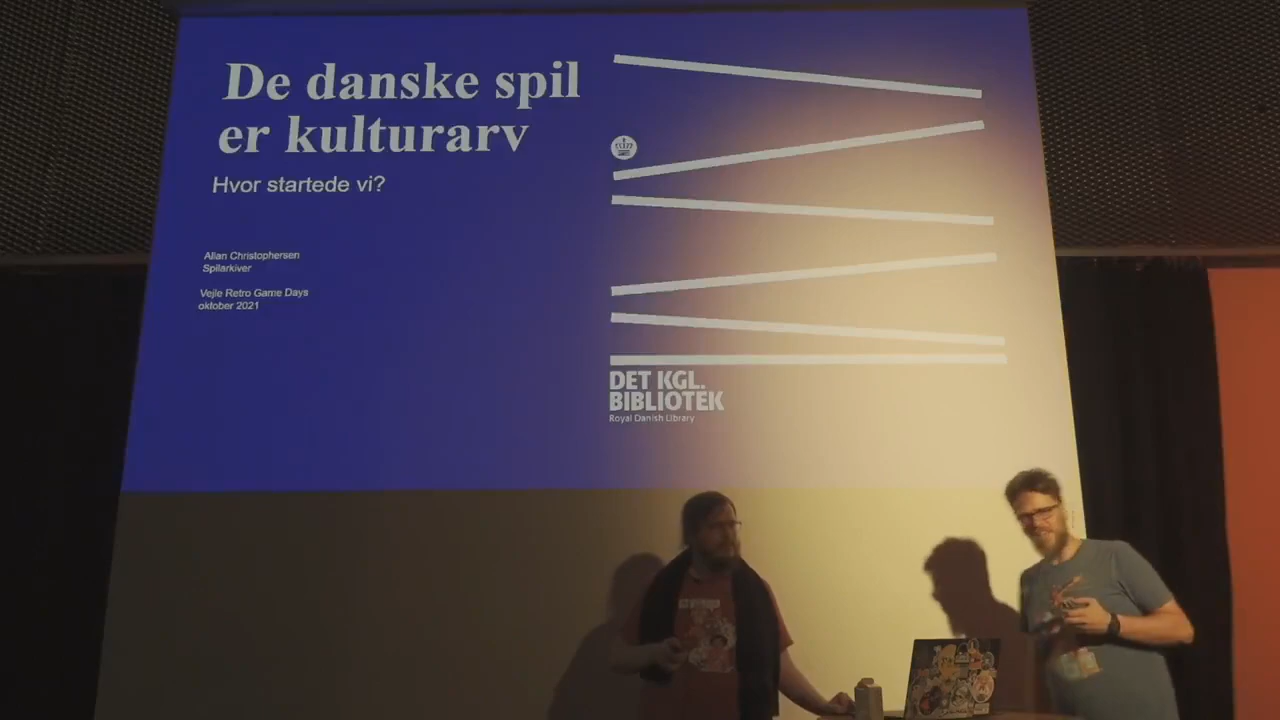 De danske spil
er kulturarv
Hvor startede vi?
Allan Christophersen
Spilarkiver
Vejle Retro Game Days
oktober 2021
DET KGL.
BIBLIOTEK
Royal Danish Library